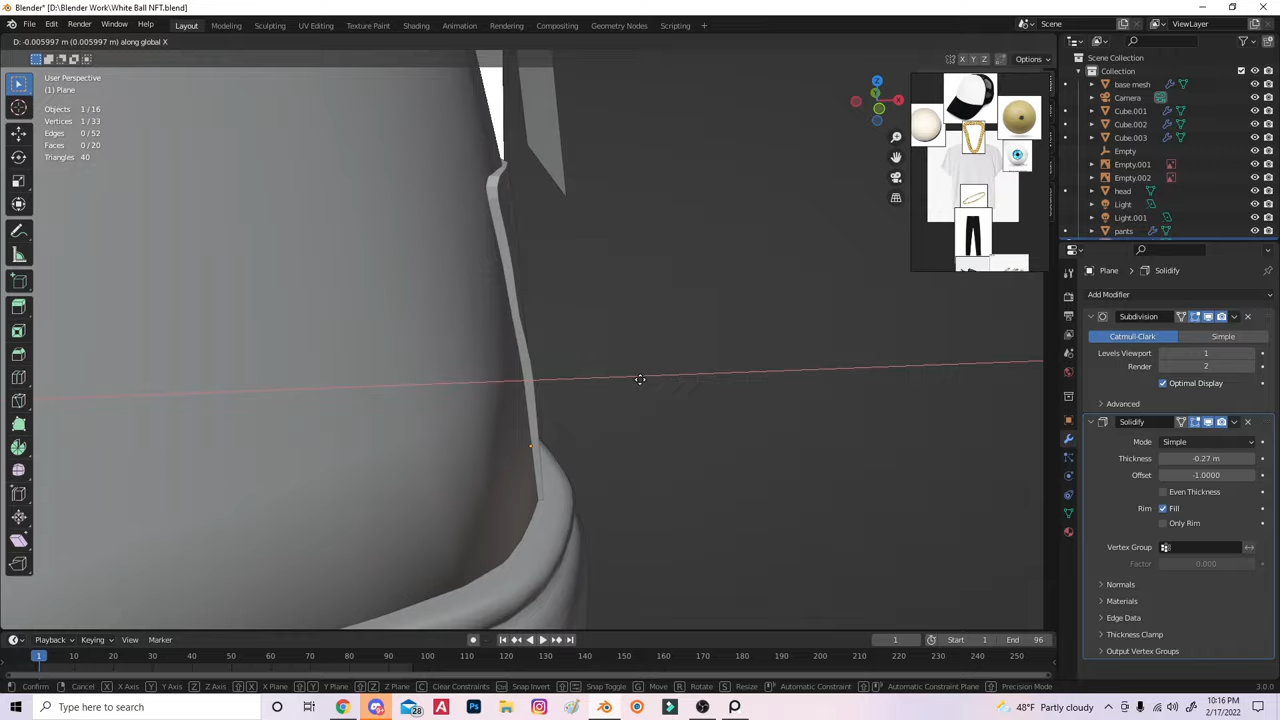 Blender* [D:\Blender Work\White Ball NFT.blend]
File Edit Render Window Help Layout Modeling Sculpting UV Editing Texture Paint Shading Animation Rendering Compositing Geometry Nodes Scripting + Scene ViewLayer
D: -0.005997 m (0.005997 m) along global X
X Y Z Options
User Perspective
(1) Plane
Objects 1/16
Vertices 1/33
Edges 0/52
Faces 0/20
Triangles 40
Z
X
Y
Scene Collection
Collection
base mesh
Camera
Cube.001
Cube.002
Cube.003
Empty
Empty.001
Empty.002
head
Light
Light.001
pants
Plane Solidify
Add Modifier
Subdivision
Catmull-Clark Simple
Levels Viewport 1
Render 2
Optimal Display
Advanced
Solidify
Mode Simple
Thickness -0.27 m
Offset -1.0000
Even Thickness
Rim Fill
Only Rim
Vertex Group
Factor 0.000
Normals
Materials
Edge Data
Thickness Clamp
Output Vertex Groups
Playback Keying View Marker 1 Start 1 End 96
1 10 20 30 40 50 60 70 80 90 100 110 120 130 140 150 160 170 180 190 200 210 220 230 240 250
Confirm Cancel X X Axis Y Y Axis Z Z Axis X X Plane Y Y Plane Z Z Plane C Clear Constraints Ctrl Snap Invert Snap Toggle G Move R Rotate S Resize Automatic Constraint Automatic Constraint Plane Precision Mode 3.0.0
Type here to search 28 48°F Partly cloudy 10:16 PM
2/17/2022